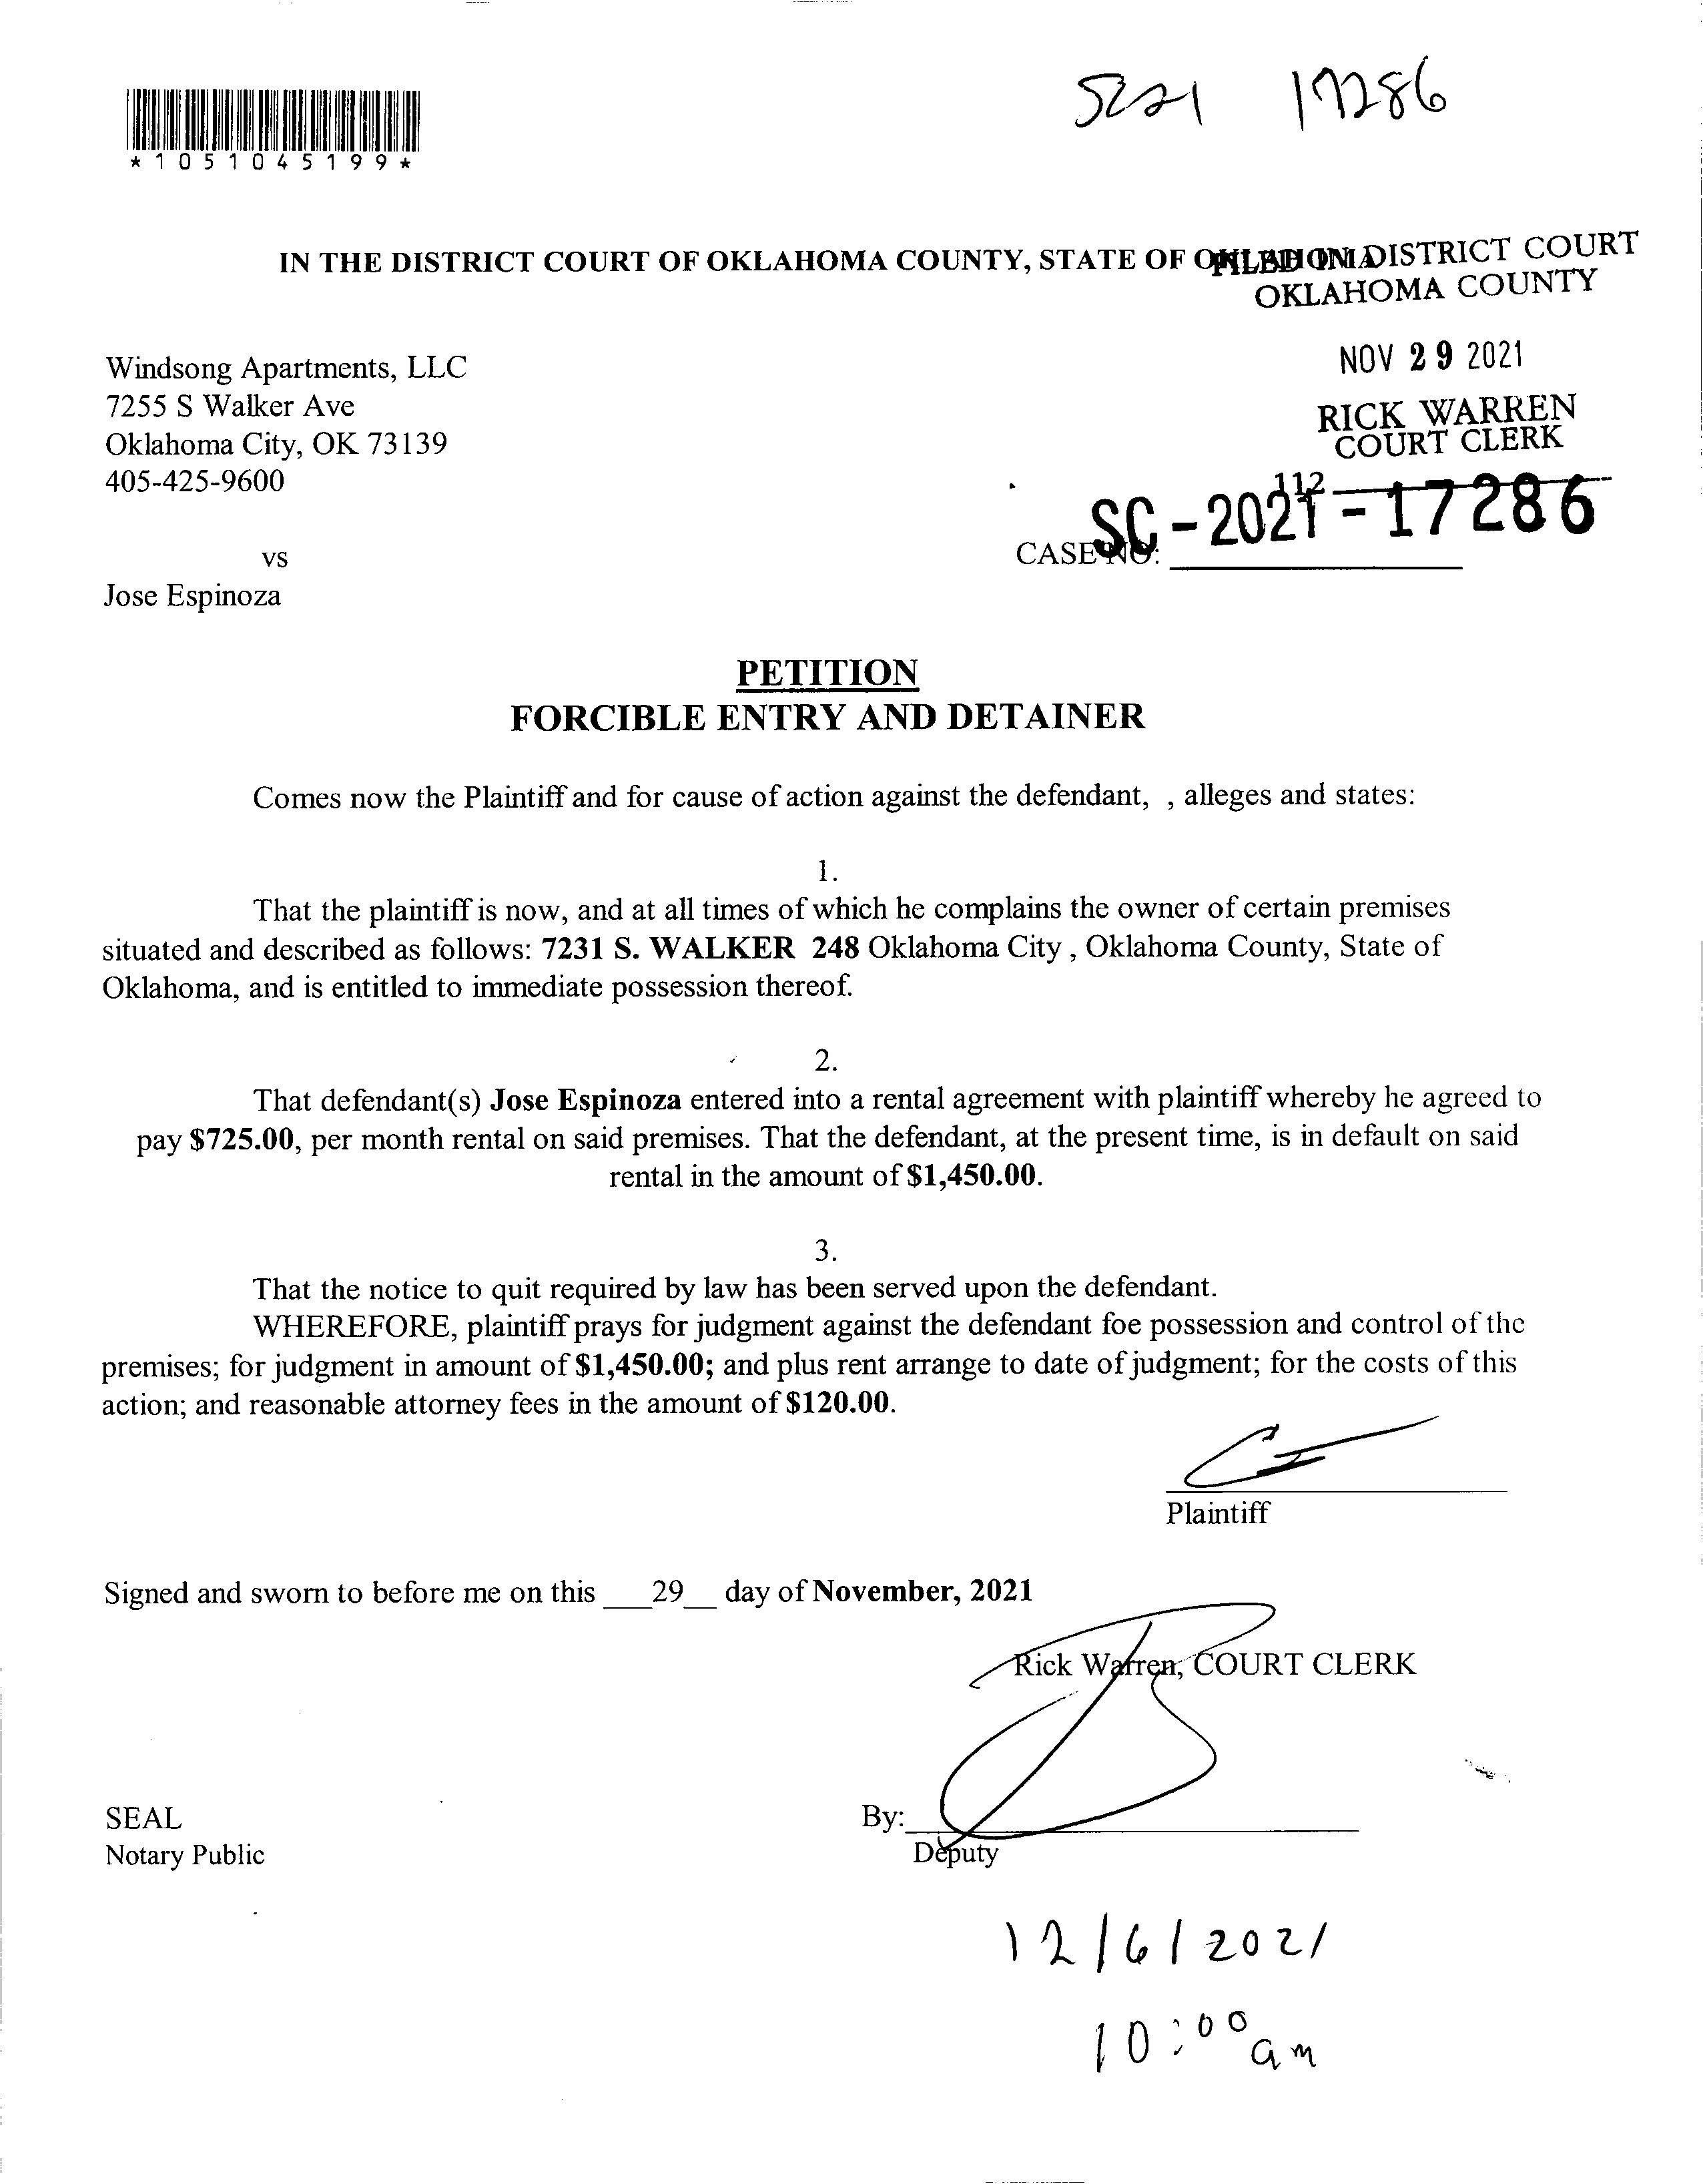 SC21 17286
*1051045199*
IN THE DISTRICT COURT OF OKLAHOMA COUNTY, STATE OF OKLAHOMA
FILED IN DISTRICT COURT
OKLAHOMA COUNTY
NOV 29 2021
RICK WARREN
COURT CLERK
112
Windsong Apartments, LLC
7255 S Walker Ave
Oklahoma City, OK 73139
405-425-9600
SC-2021-17286
vs
CASE NO:
Jose Espinoza
PETITION
FORCIBLE ENTRY AND DETAINER
Comes now the Plaintiff and for cause of action against the defendant, , alleges and states:
1.
That the plaintiff is now, and at all times of which he complains the owner of certain premises
situated and described as follows: 7231 S. WALKER 248 Oklahoma City , Oklahoma County, State of
Oklahoma, and is entitled to immediate possession thereof.
2.
That defendant(s) Jose Espinoza entered into a rental agreement with plaintiff whereby he agreed to
pay $725.00, per month rental on said premises. That the defendant, at the present time, is in default on said
rental in the amount of $1,450.00.
3.
That the notice to quit required by law has been served upon the defendant.
WHEREFORE, plaintiff prays for judgment against the defendant foe possession and control of the
premises; for judgment in amount of $1,450.00; and plus rent arrange to date of judgment; for the costs of this
action; and reasonable attorney fees in the amount of $120.00.
Plaintiff
Signed and sworn to before me on this ___29__ day of November, 2021
Rick Warren, COURT CLERK
SEAL
By:
Notary Public
Deputy
12/6/2021
10:00 am